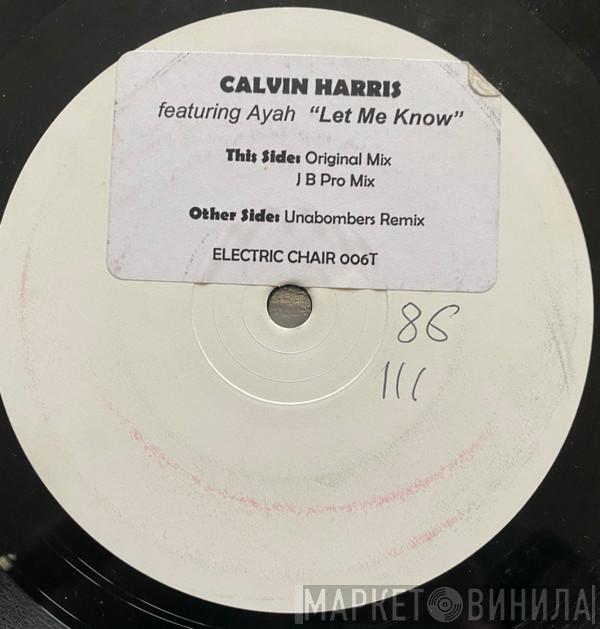 CALVIN HARRIS
featuring Ayah “Let Me Know”
This Side: Original Mix
J B Pro Mix
Other Side: Unabombers Remix
ELECTRIC CHAIR 006T
86
111
МАРКЕТ ВИНИЛА